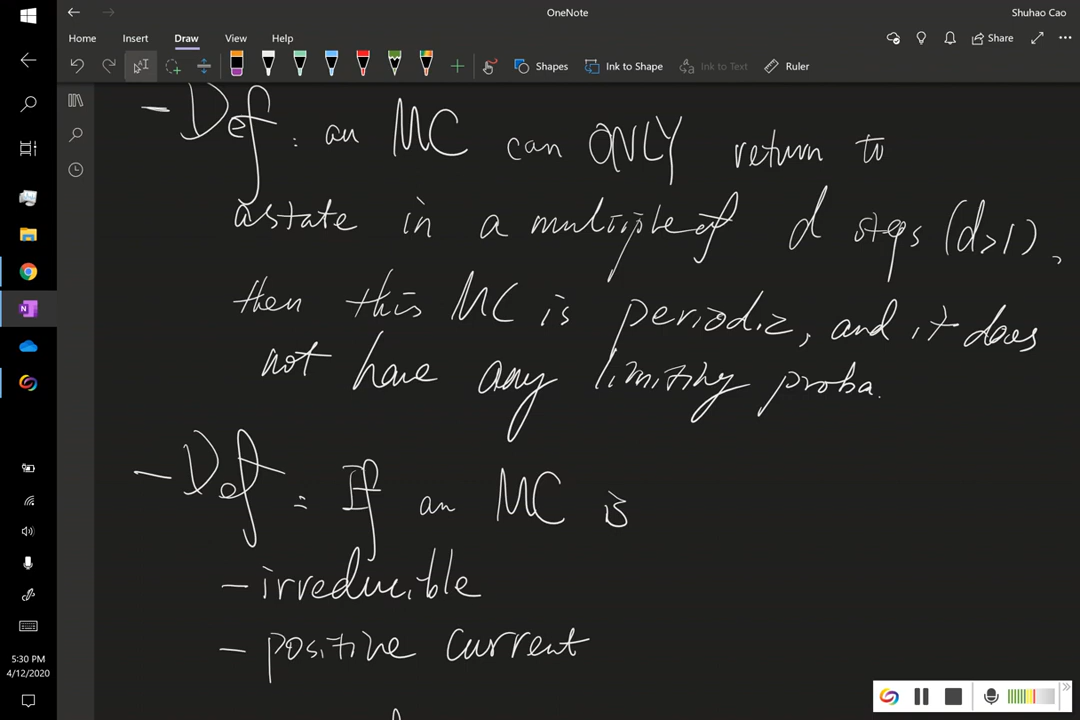 OneNote
Shuhao Cao
Home Insert Draw View Help
Share
Shapes Ink to Shape Ink to Text Ruler
- Def: an MC can ONLY return to
a state in a multiple of d steps (d>1),
then this MC is periodic, and it does
not have any limiting proba.
- Def: If an MC is
- irreducible
- positive current
5:30 PM
4/12/2020